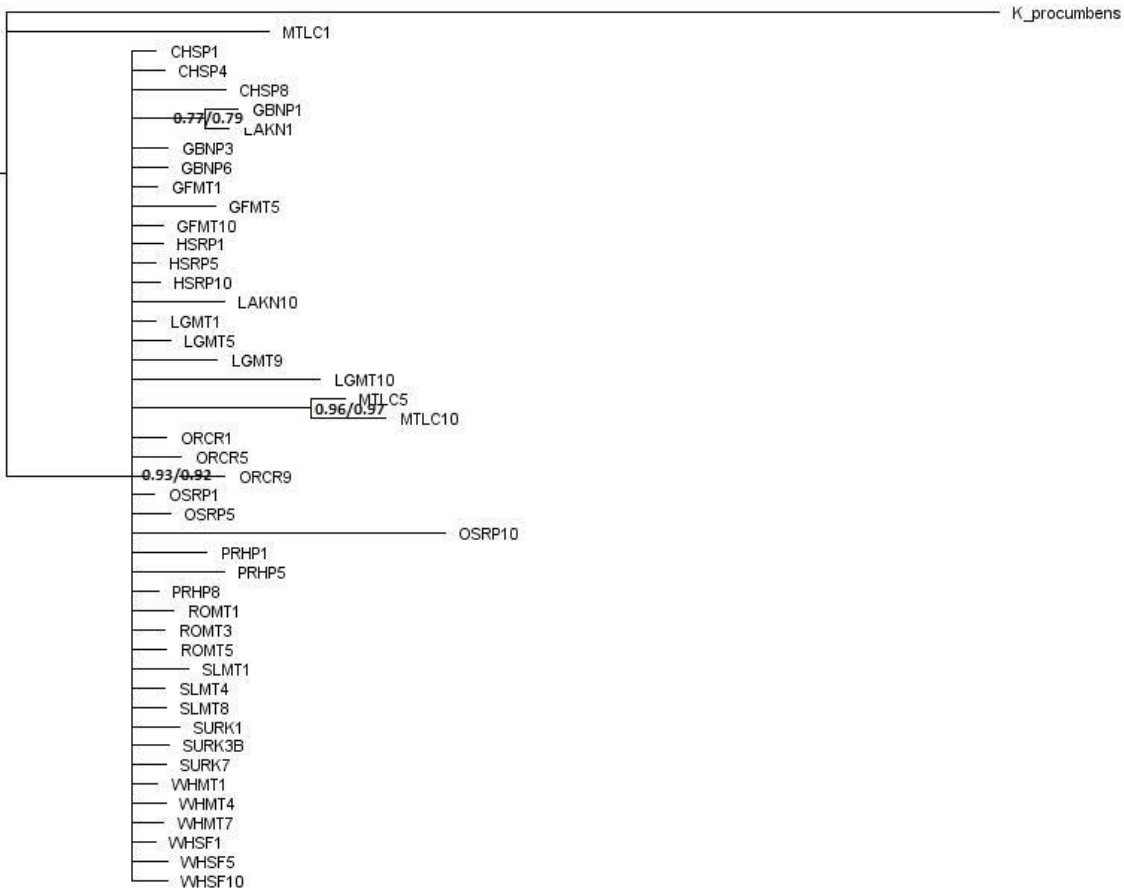 K_procumbens
MTLC1
CHSP1
CHSP4
CHSP8
GBNP1
0.77/0.79
LAKN1
GBNP3
GBNP6
GFMT1
GFMT5
GFMT10
HSRP1
HSRP5
HSRP10
LAKN10
LGMT1
LGMT5
LGMT9
LGMT10
MTLC5
0.96/0.97
MTLC10
ORCR1
ORCR5
0.93/0.92
ORCR9
OSRP1
OSRP5
OSRP10
PRHP1
PRHP5
PRHP8
ROMT1
ROMT3
ROMT5
SLMT1
SLMT4
SLMT8
SURK1
SURK3B
SURK7
WHMT1
WHMT4
WHMT7
WHSF1
WHSF5
WHSF10